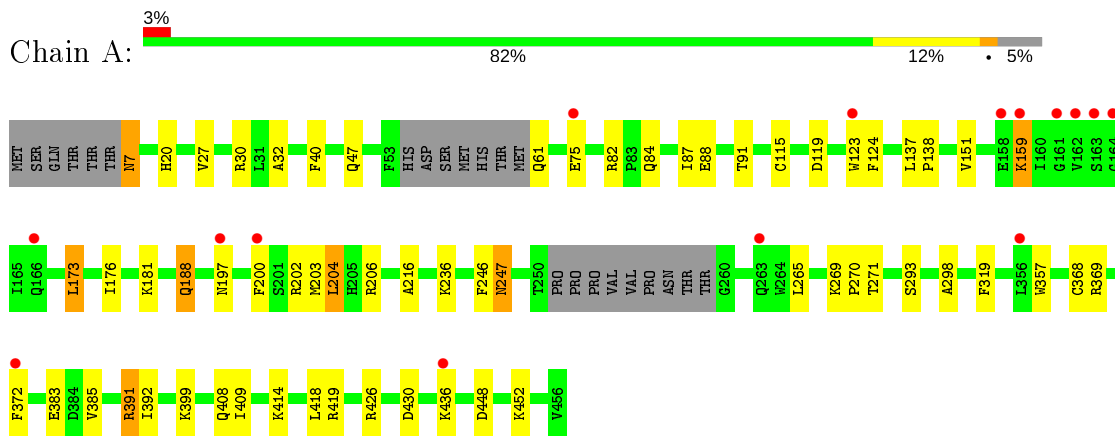 3%
Chain A:
82% 12% • 5%
MET SER GLN THR THR THR N7 H20 V27 R30 L31 A32 F40 Q47 F53 HIS ASP SER MET HIS THR MET Q61 E75 R82 P83 Q84 I87 E88 T91 C115 D119 W123 F124 L137 P138 V151 E158 K159 I160 G161 V162 S163 G164
I165 Q166 L173 I176 K181 Q188 N197 F200 S201 R202 M203 L204 H205 R206 A216 K236 F246 N247 T250 PRO PRO PRO VAL VAL PRO ASN THR THR G260 Q263 W264 L265 K269 P270 T271 S293 A298 F319 L356 W357 C368 R369
F372 E383 D384 V385 R391 I392 K399 Q408 I409 K414 L418 R419 R426 D430 K436 D448 K452 V456